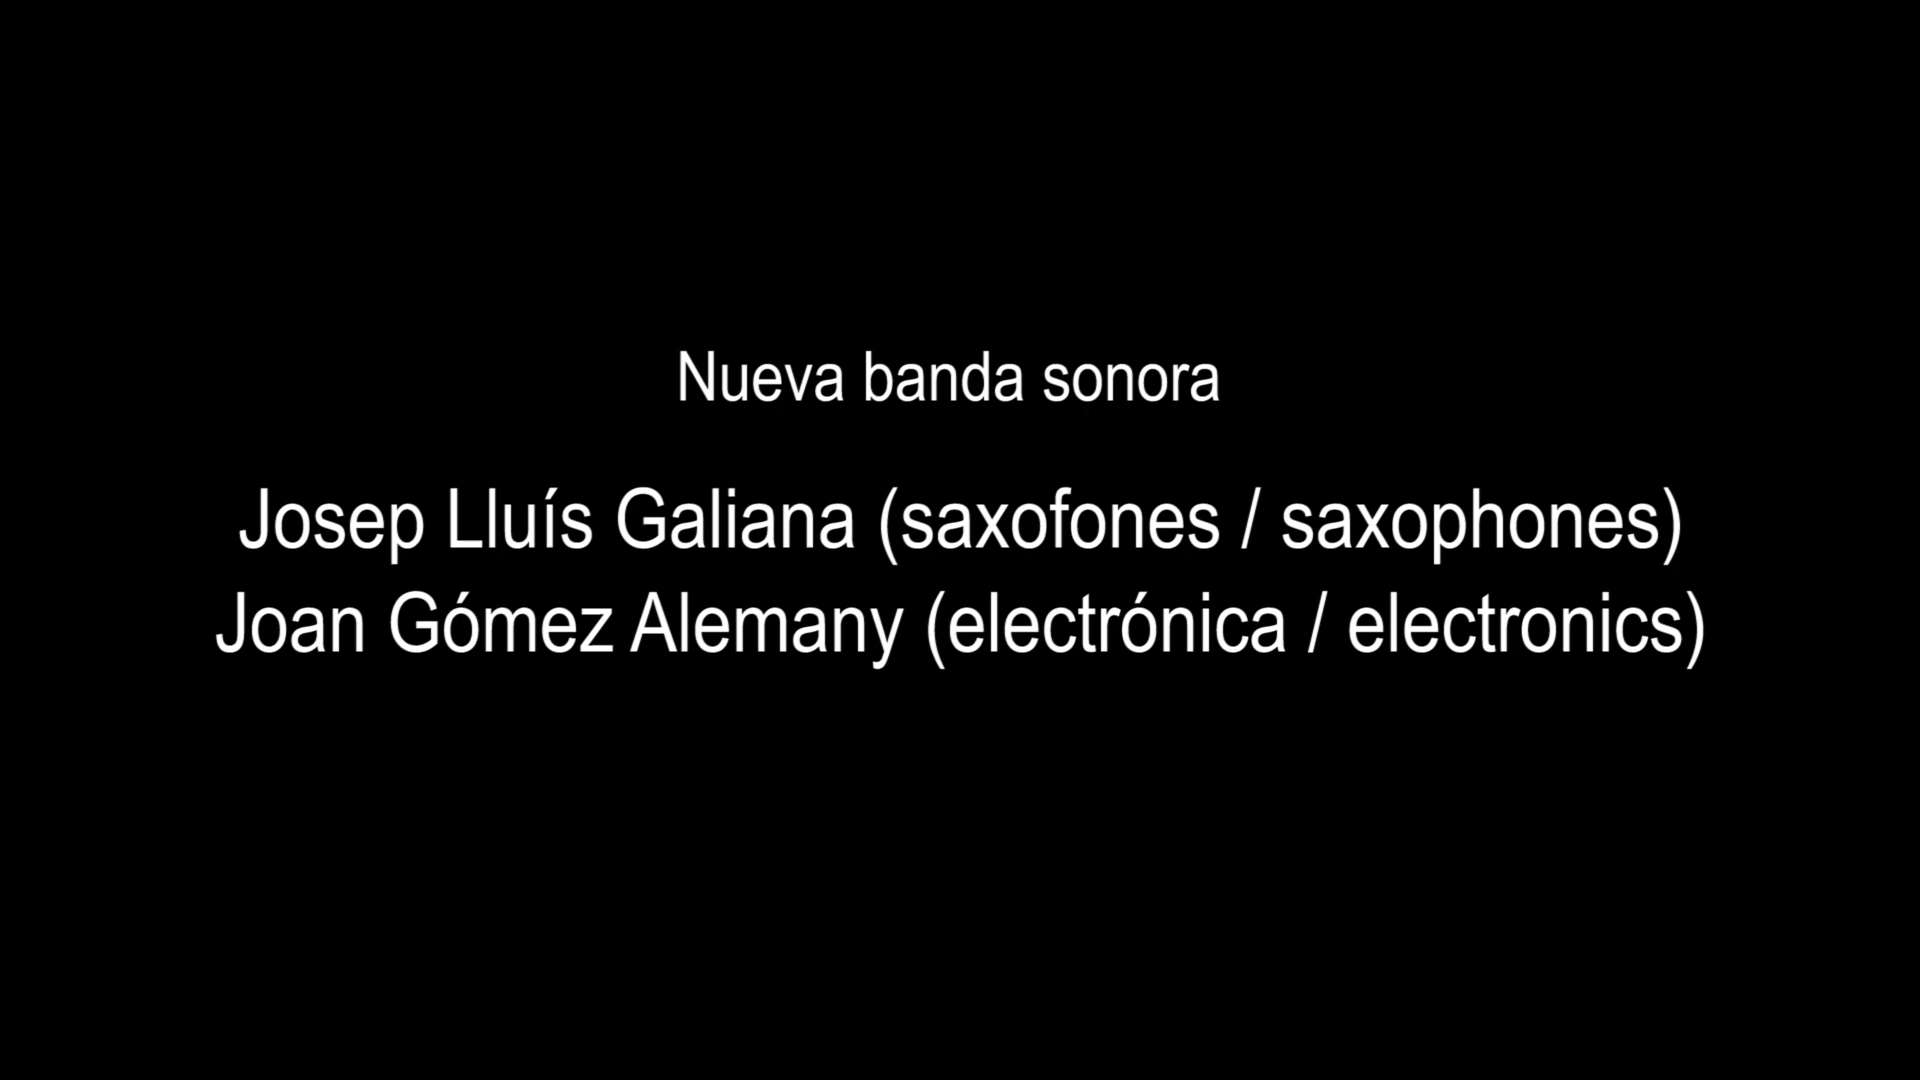 Nueva banda sonora
Josep Lluís Galiana (saxofones / saxophones)
Joan Gómez Alemany (electrónica / electronics)